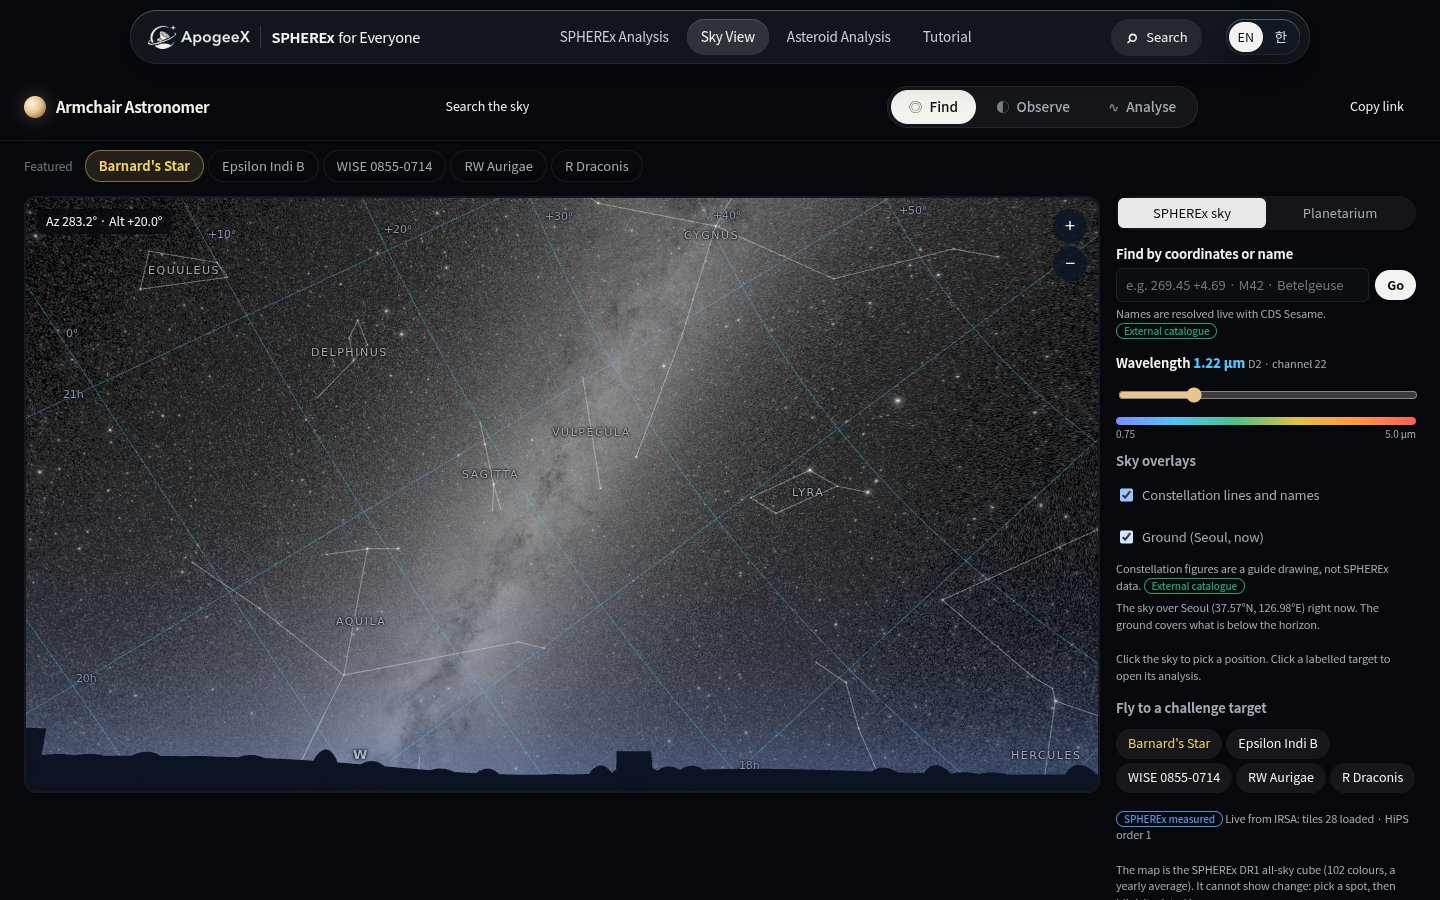 ApogeeX
SPHEREx for Everyone
SPHEREx Analysis
Sky View
Asteroid Analysis
Tutorial
Search
EN
한
Armchair Astronomer
Search the sky
Find
Observe
Analyse
Copy link
Featured
Barnard's Star
Epsilon Indi B
WISE 0855-0714
RW Aurigae
R Draconis
Az 283.2° · Alt +20.0°
+10°
+20°
+30°
+40°
+50°
+
−
CYGNUS
EQUULEUS
0°
DELPHINUS
21h
VULPECULA
SAGITTA
LYRA
AQUILA
20h
W
18h
HERCULES
SPHEREx sky
Planetarium
Find by coordinates or name
e.g. 269.45 +4.69 · M42 · Betelgeuse
Go
Names are resolved live with CDS Sesame.
External catalogue
Wavelength 1.22 µm D2 · channel 22
0.75
5.0 µm
Sky overlays
Constellation lines and names
Ground (Seoul, now)
Constellation figures are a guide drawing, not SPHEREx
data. External catalogue
The sky over Seoul (37.57°N, 126.98°E) right now. The
ground covers what is below the horizon.
Click the sky to pick a position. Click a labelled target to
open its analysis.
Fly to a challenge target
Barnard's Star
Epsilon Indi B
WISE 0855-0714
RW Aurigae
R Draconis
SPHEREx measured Live from IRSA: tiles 28 loaded · HiPS
order 1
The map is the SPHEREx DR1 all-sky cube (102 colours, a
yearly average). It cannot show change: pick a spot, then